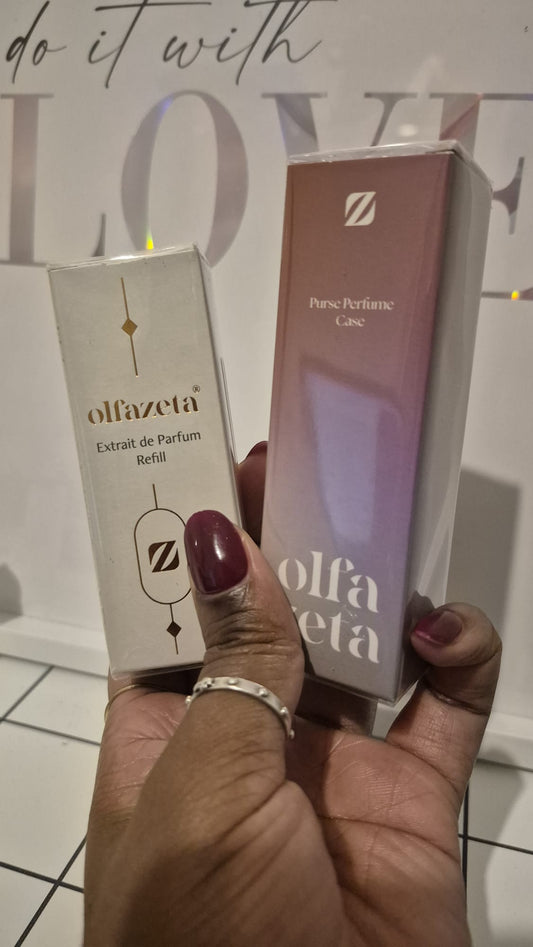 do it with
LOVE
olfazeta®
Extrait de Parfum
Refill
Z
Z
Purse Perfume
Case
olfa
zeta